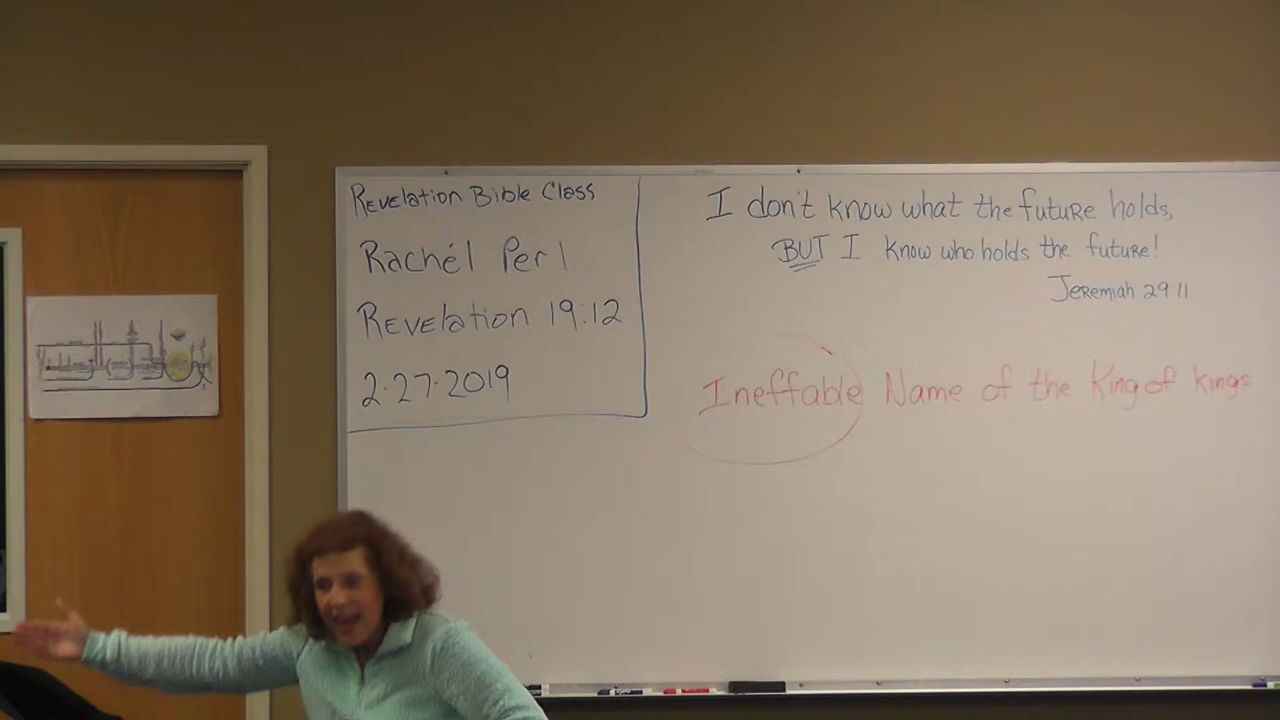 Revelation Bible Class
Rachél Perl
Revelation 19:12
2.27.2019
I don't know what the future holds,
BUT I know who holds the future!
Jeremiah 29 11
Ineffable Name of the King of kings